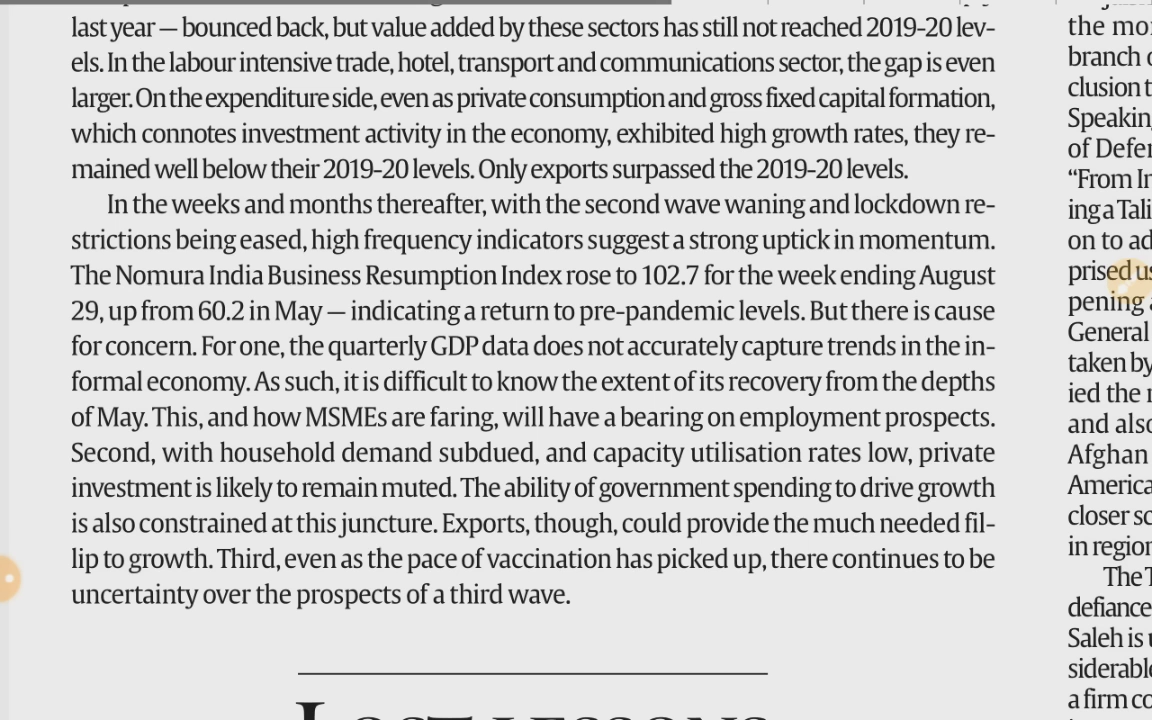 last year — bounced back, but value added by these sectors has still not reached 2019-20 lev-
els. In the labour intensive trade, hotel, transport and communications sector, the gap is even
larger. On the expenditure side, even as private consumption and gross fixed capital formation,
which connotes investment activity in the economy, exhibited high growth rates, they re-
mained well below their 2019-20 levels. Only exports surpassed the 2019-20 levels.
In the weeks and months thereafter, with the second wave waning and lockdown re-
strictions being eased, high frequency indicators suggest a strong uptick in momentum.
The Nomura India Business Resumption Index rose to 102.7 for the week ending August
29, up from 60.2 in May — indicating a return to pre-pandemic levels. But there is cause
for concern. For one, the quarterly GDP data does not accurately capture trends in the in-
formal economy. As such, it is difficult to know the extent of its recovery from the depths
of May. This, and how MSMEs are faring, will have a bearing on employment prospects.
Second, with household demand subdued, and capacity utilisation rates low, private
investment is likely to remain muted. The ability of government spending to drive growth
is also constrained at this juncture. Exports, though, could provide the much needed fil-
lip to growth. Third, even as the pace of vaccination has picked up, there continues to be
uncertainty over the prospects of a third wave.
LOST LESSONS
the mo
branch
clusion t
Speaking
of Defe
“From In
ing a Tali
on to ad
prised us
pening
General
taken by
ied the
and also
Afghan
America
closer sc
in region
The T
defiance
Saleh is
siderable
a firm co